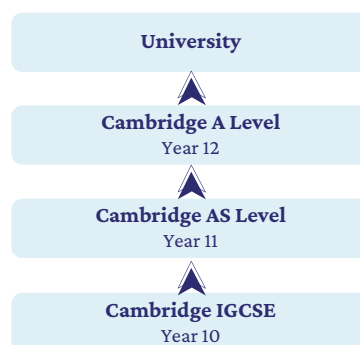 University
Cambridge A Level
Year 12
Cambridge AS Level
Year 11
Cambridge IGCSE
Year 10